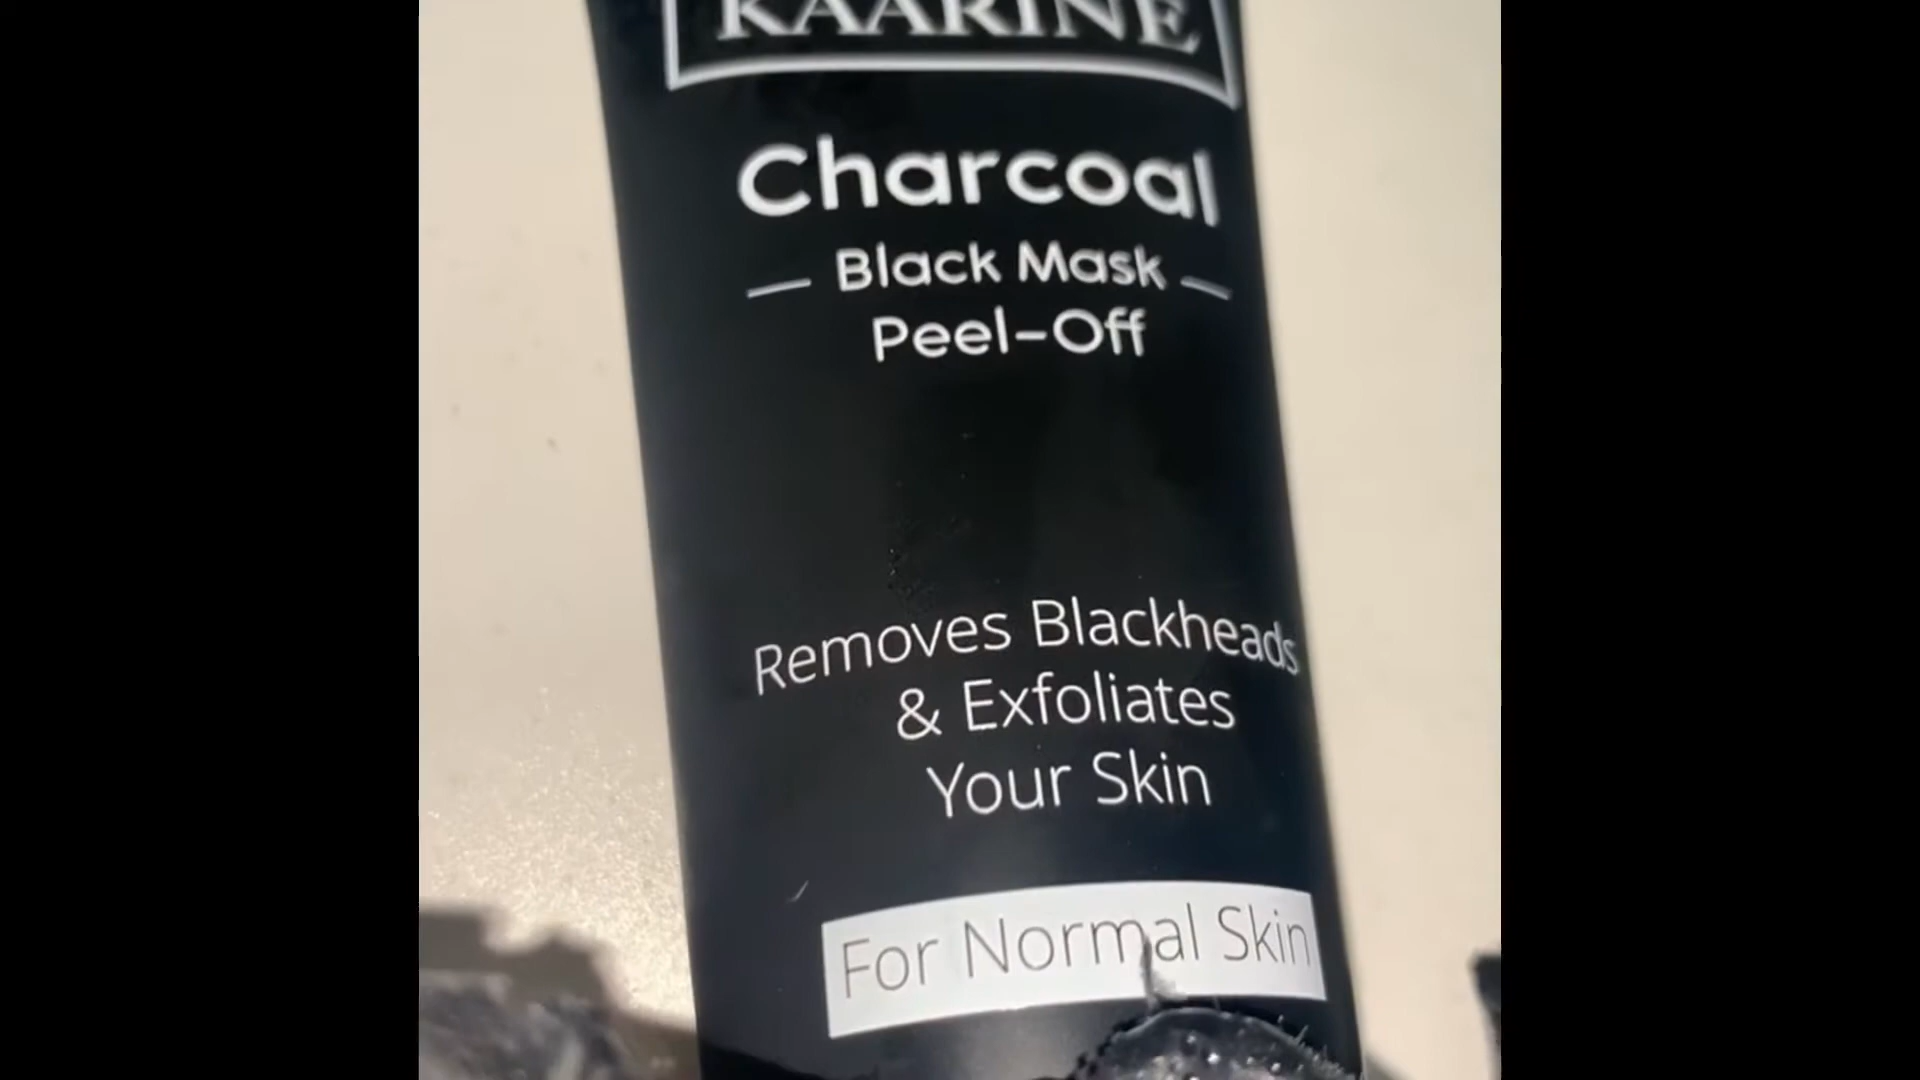 KAARINE
Charcoal
Black Mask
Peel-Off
Removes Blackheads
& Exfoliates
Your Skin
For Normal Skin